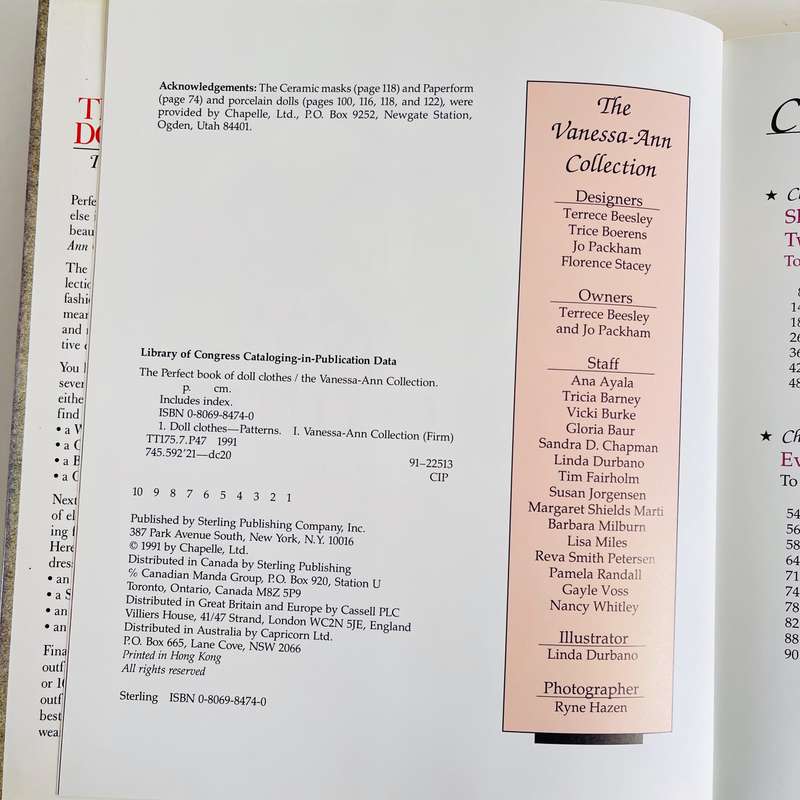 Acknowledgements: The Ceramic masks (page 118) and Paperform
(page 74) and porcelain dolls (pages 100, 116, 118, and 122), were
provided by Chapelle, Ltd., P.O. Box 9252, Newgate Station,
Ogden, Utah 84401.
Library of Congress Cataloging-in-Publication Data
The Perfect book of doll clothes / the Vanessa-Ann Collection.
p. cm.
Includes index.
ISBN 0-8069-8474-0
1. Doll clothes—Patterns. I. Vanessa-Ann Collection (Firm)
TT175.7.P47 1991
745.592'21—dc20 91–22513
CIP
10 9 8 7 6 5 4 3 2 1
Published by Sterling Publishing Company, Inc.
387 Park Avenue South, New York, N.Y. 10016
© 1991 by Chapelle, Ltd.
Distributed in Canada by Sterling Publishing
℅ Canadian Manda Group, P.O. Box 920, Station U
Toronto, Ontario, Canada M8Z 5P9
Distributed in Great Britain and Europe by Cassell PLC
Villiers House, 41/47 Strand, London WC2N 5JE, England
Distributed in Australia by Capricorn Ltd.
P.O. Box 665, Lane Cove, NSW 2066
Printed in Hong Kong
All rights reserved
Sterling ISBN 0-8069-8474-0
The
Vanessa-Ann
Collection
Designers
Terrece Beesley
Trice Boerens
Jo Packham
Florence Stacey
Owners
Terrece Beesley
and Jo Packham
Staff
Ana Ayala
Tricia Barney
Vicki Burke
Gloria Baur
Sandra D. Chapman
Linda Durbano
Tim Fairholm
Susan Jorgensen
Margaret Shields Marti
Barbara Milburn
Lisa Miles
Reva Smith Petersen
Pamela Randall
Gayle Voss
Nancy Whitley
Illustrator
Linda Durbano
Photographer
Ryne Hazen
To
54
56
58
64
71
74
78
82
88
90